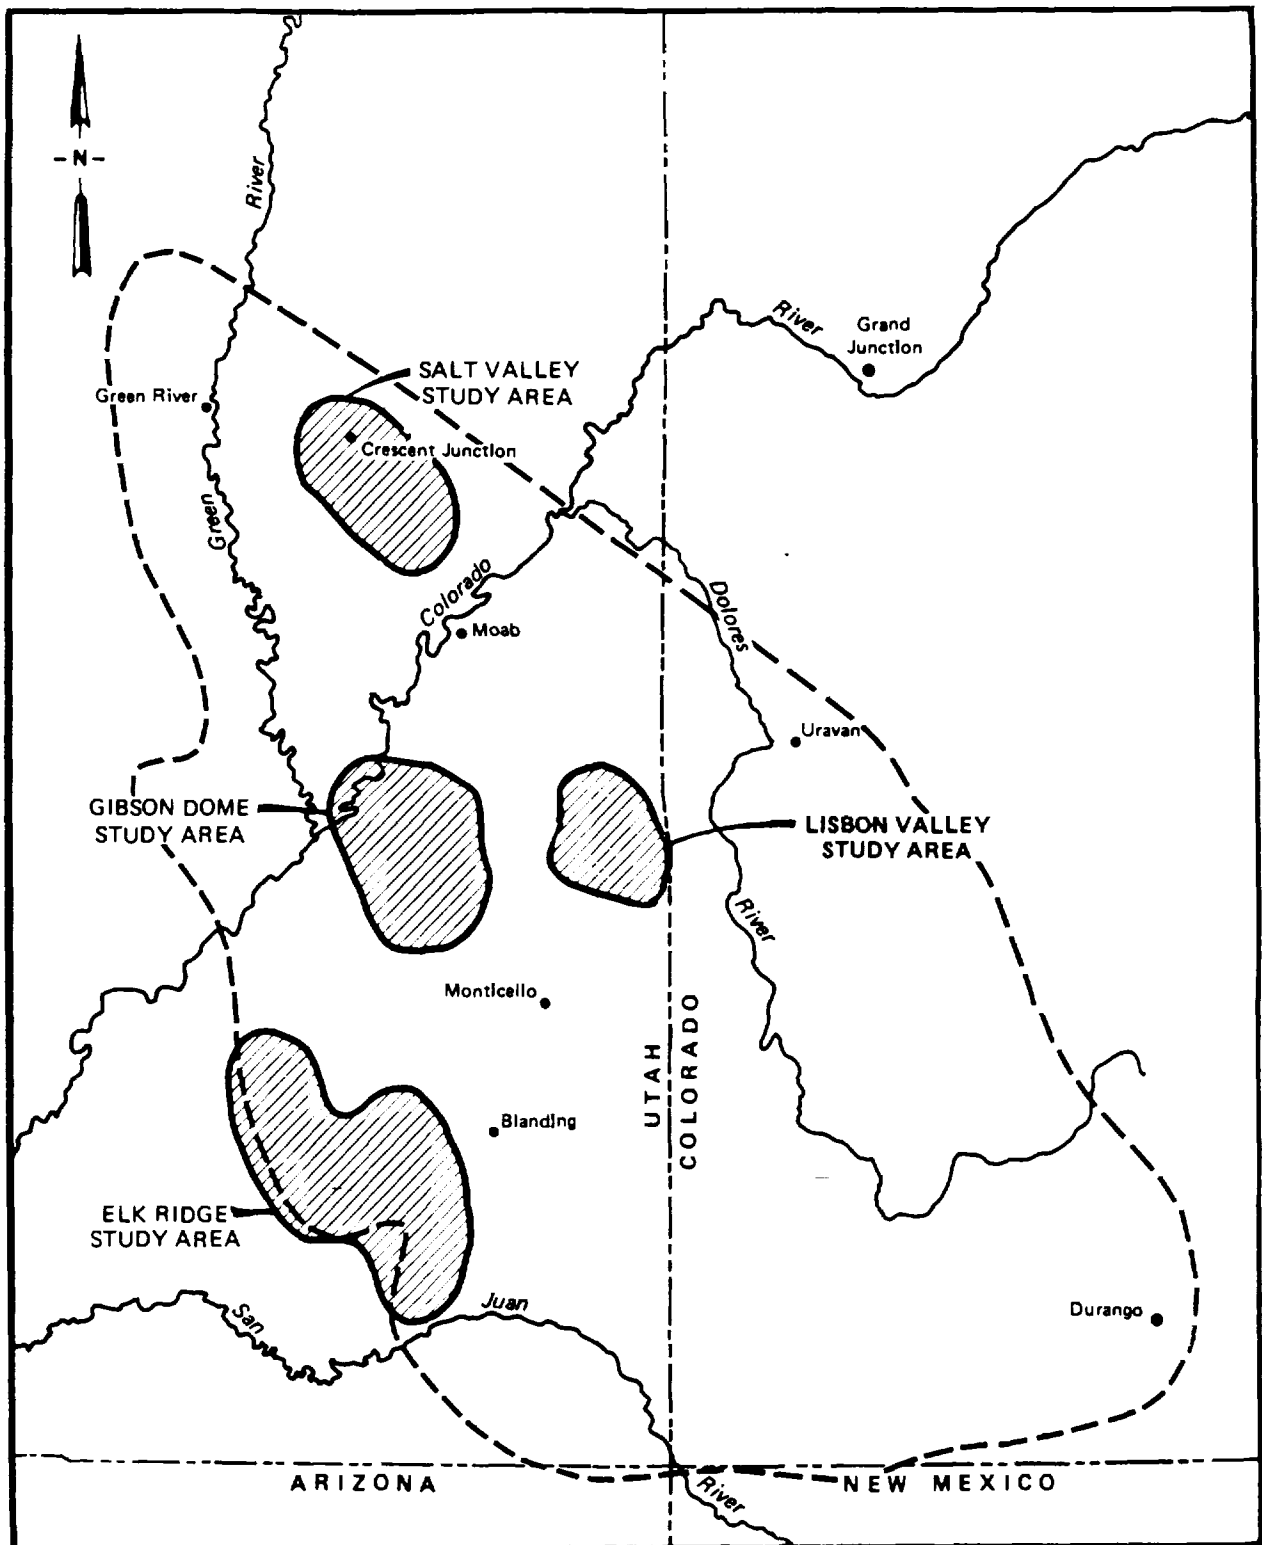 - N -
River
River
Grand
Junction
SALT VALLEY
STUDY AREA
Green River
Crescent Junction
Green
Colorado
Moab
Dolores
Uravan
GIBSON DOME
STUDY AREA
LISBON VALLEY
STUDY AREA
River
Monticello
UTAH
COLORADO
Blanding
ELK RIDGE
STUDY AREA
San
Juan
Durango
ARIZONA
NEW MEXICO
River